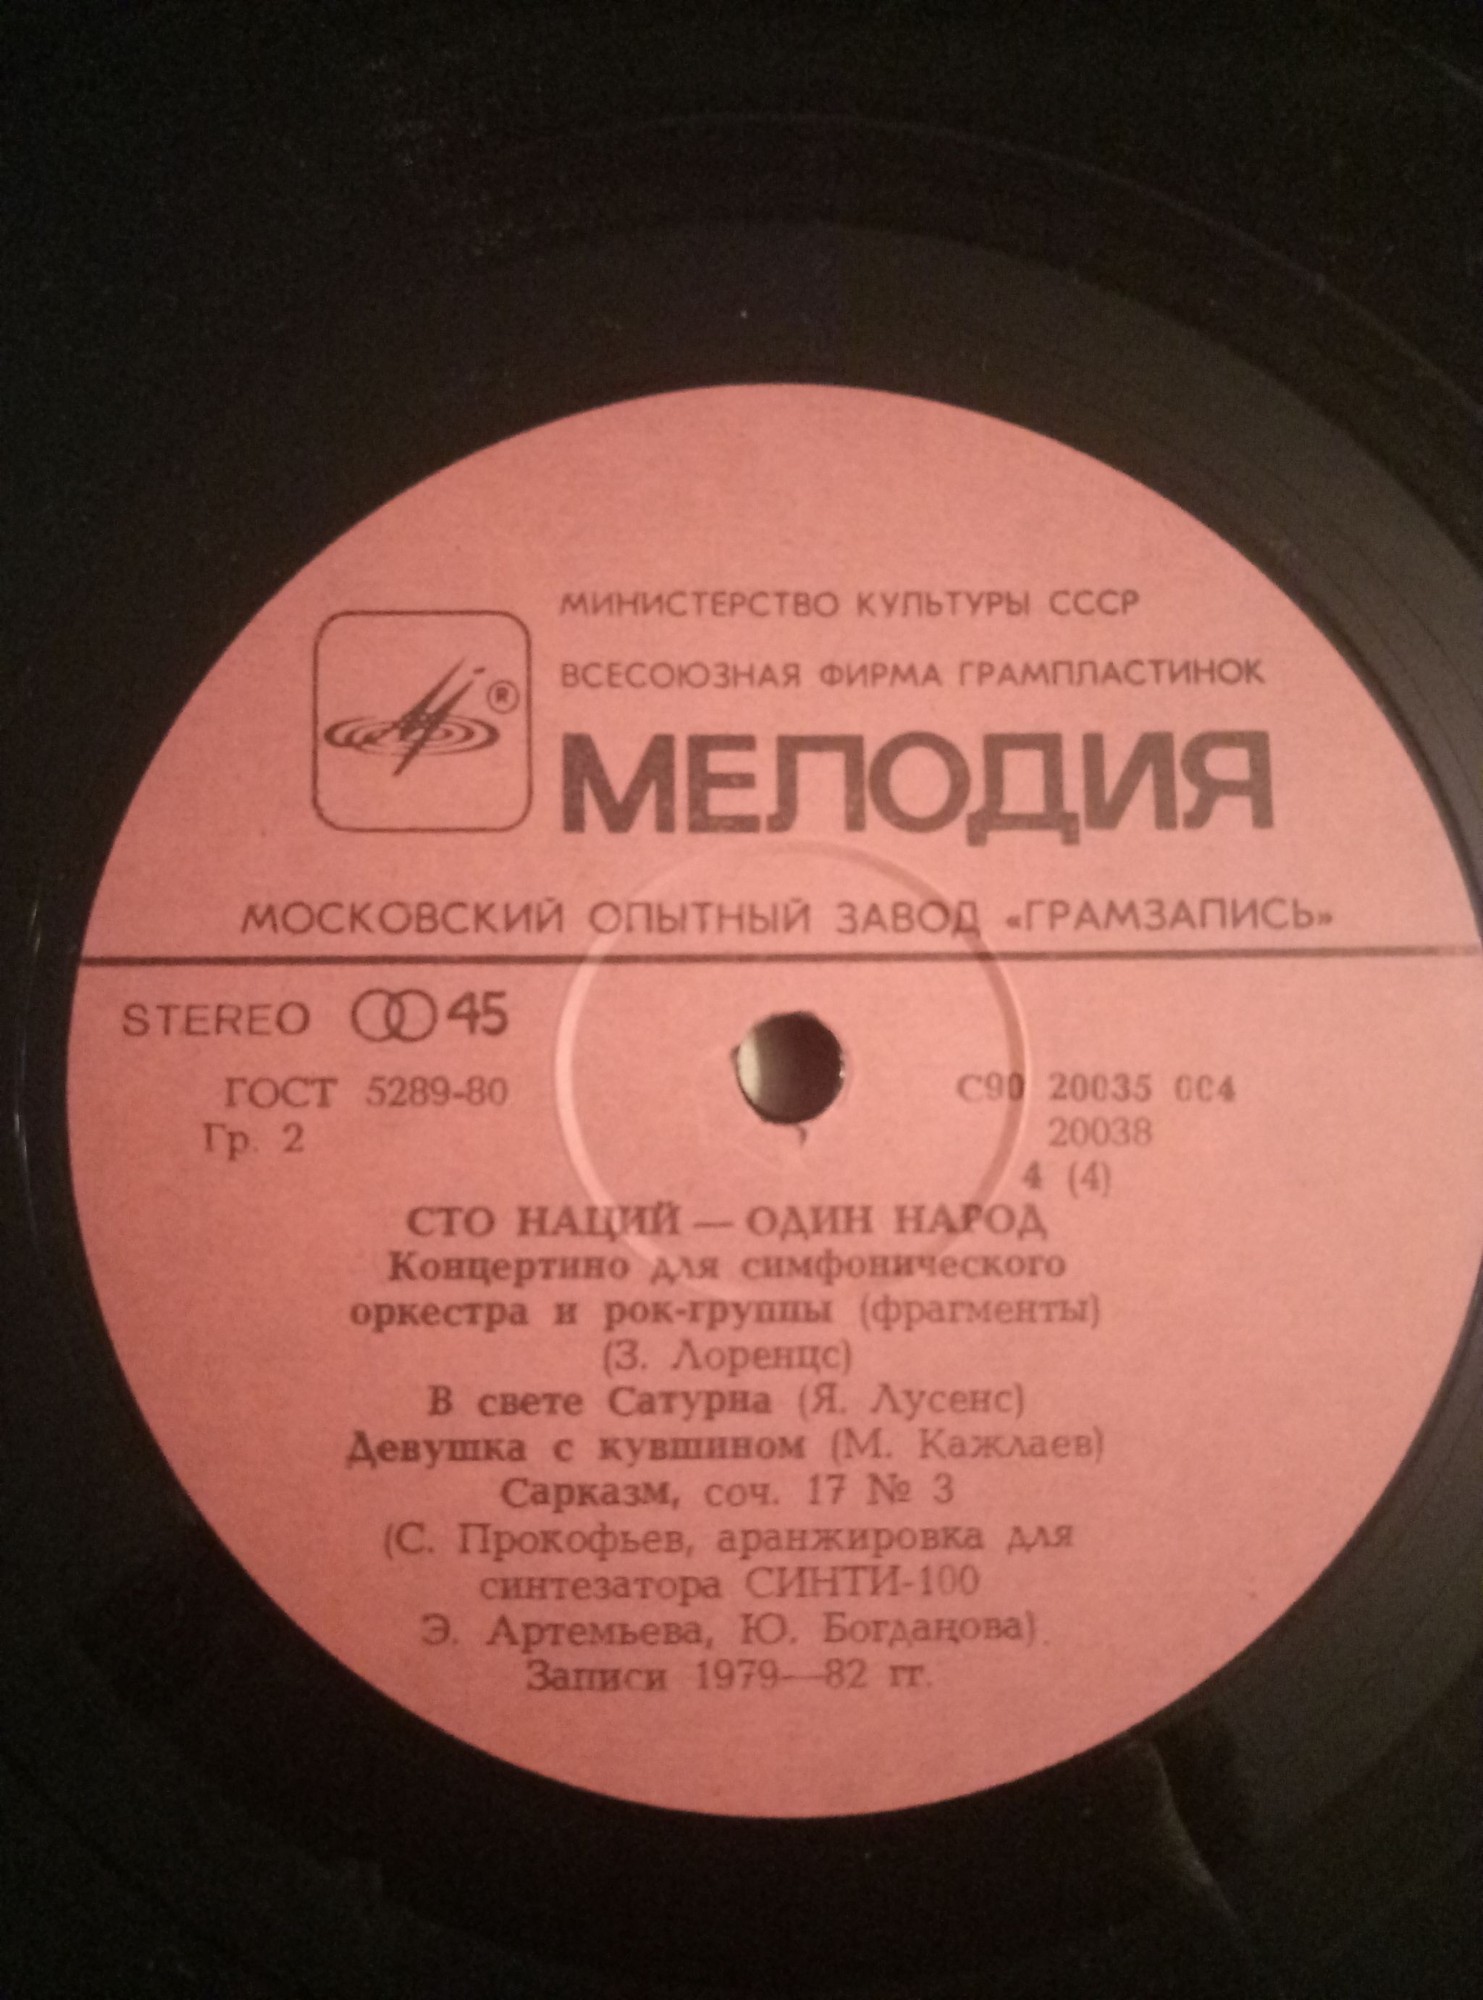 МИНИСТЕРСТВО КУЛЬТУРЫ СССР
ВСЕСОЮЗНАЯ ФИРМА ГРАМПЛАСТИНОК
®
МЕЛОДИЯ
МОСКОВСКИЙ ОПЫТНЫЙ ЗАВОД «ГРАМЗАПИСЬ»
STEREO 45
ГОСТ 5289-80
Гр. 2
С90 20035 004
20038
4 (4)
СТО НАЦИЙ — ОДИН НАРОД
Концертино для симфонического
оркестра и рок-группы (фрагменты)
(З. Лоренцс)
В свете Сатурна (Я. Лусенс)
Девушка с кувшином (М. Кажлаев)
Сарказм, соч. 17 № 3
(С. Прокофьев, аранжировка для
синтезатора СИНТИ-100
Э. Артемьева, Ю. Богданова)
Записи 1979—82 гг.